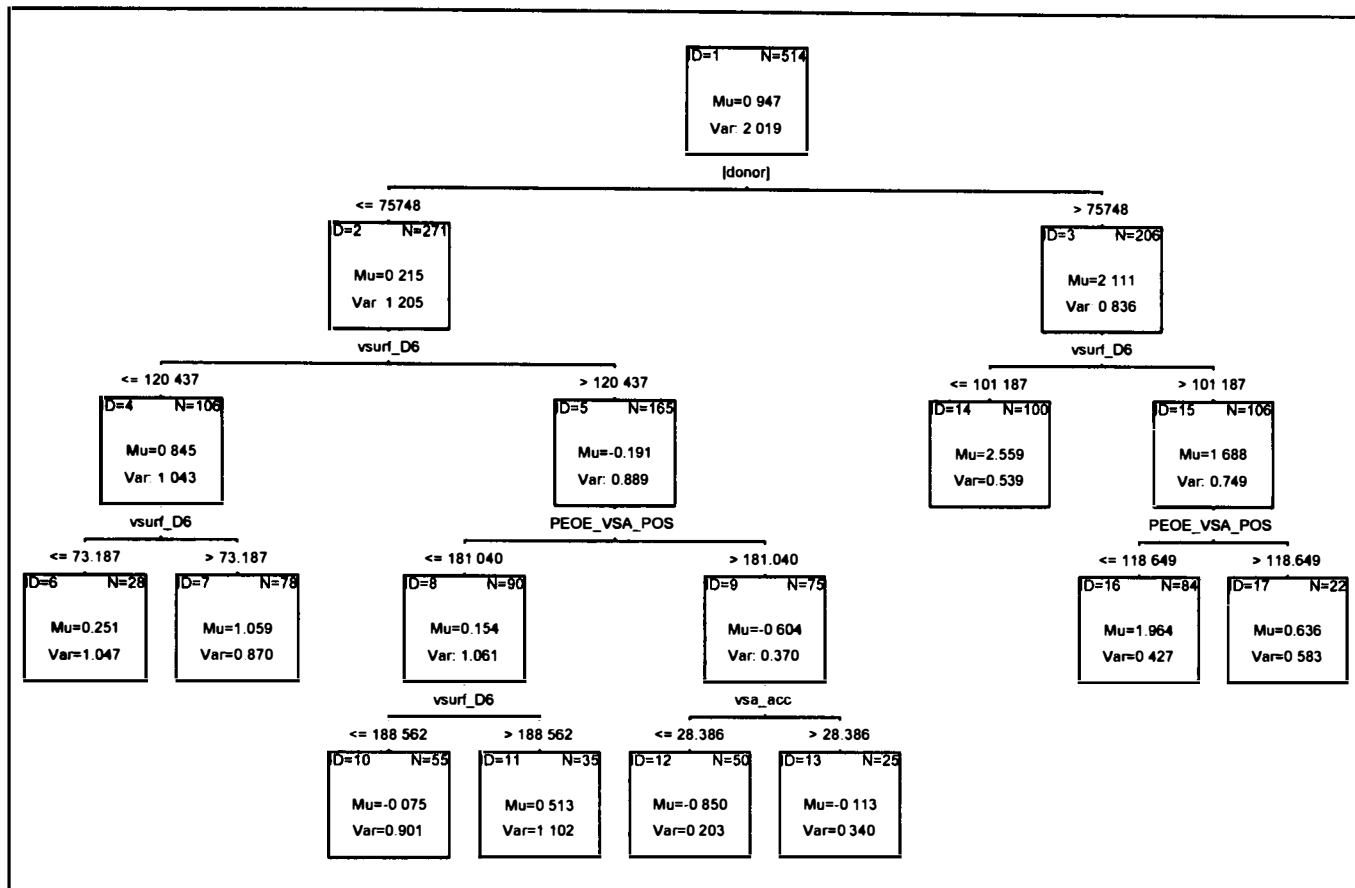 ID=1 N=514
Mu=0 947
Var: 2 019
[donor]
<= 75748 > 75748
ID=2 N=271 ID=3 N=206
Mu=0 215 Mu=2 111
Var 1 205 Var 0 836
vsurf_D6 vsurf_D6
<= 120 437 > 120 437 <= 101 187 > 101 187
ID=4 N=106 ID=5 N=165 ID=14 N=100 ID=15 N=106
Mu=0 845 Mu=-0.191 Mu=2.559 Mu=1 688
Var: 1 043 Var: 0.889 Var=0.539 Var: 0.749
vsurf_D6 PEOE_VSA_POS PEOE_VSA_POS
<= 73.187 > 73.187 <= 181 040 > 181.040 <= 118 649 > 118.649
ID=6 N=28 ID=7 N=78 ID=8 N=90 ID=9 N=75 ID=16 N=84 ID=17 N=22
Mu=0.251 Mu=1.059 Mu=0.154 Mu=-0 604 Mu=1.964 Mu=0.636
Var=1.047 Var=0.870 Var: 1.061 Var: 0.370 Var=0 427 Var=0 583
vsurf_D6 vsa_acc
<= 188 562 > 188 562 <= 28.386 > 28.386
ID=10 N=55 ID=11 N=35 ID=12 N=50 ID=13 N=25
Mu=-0 075 Mu=0 513 Mu=-0.850 Mu=-0 113
Var=0.901 Var=1 102 Var=0 203 Var=0 340